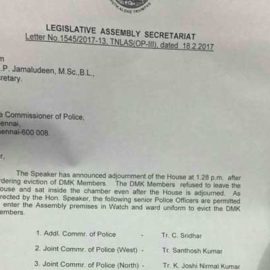 LEGISLATIVE ASSEMBLY SECRETARIAT
Letter No.1545/2017-13, TNLAS(OP-III), dated 18.2.2017
m
.P. Jamaludeen, M.Sc.,B.L.,
retary.
e Commissioner of Police,
ennai,
hennai-600 008.
r,
The Speaker has announced adjournment of the House at 1.28 p.m. after
rdering eviction of DMK Members. The DMK Members refused to leave the
ouse and sat inside the chamber even after the House is Adjourned. As
irected by the Hon. Speaker, the following senior Police Officers are permitted
enter the Assembly premises in Watch and ward uniform to evict the DMK
embers.
1. Addl. Commr. of Police - Tr. C. Sridhar
2. Joint Commr. of Police (West) - Tr. Santhosh Kumar
3. Joint Commr. of Police (North) - Tr. K. Joshi Nirmal Kumar